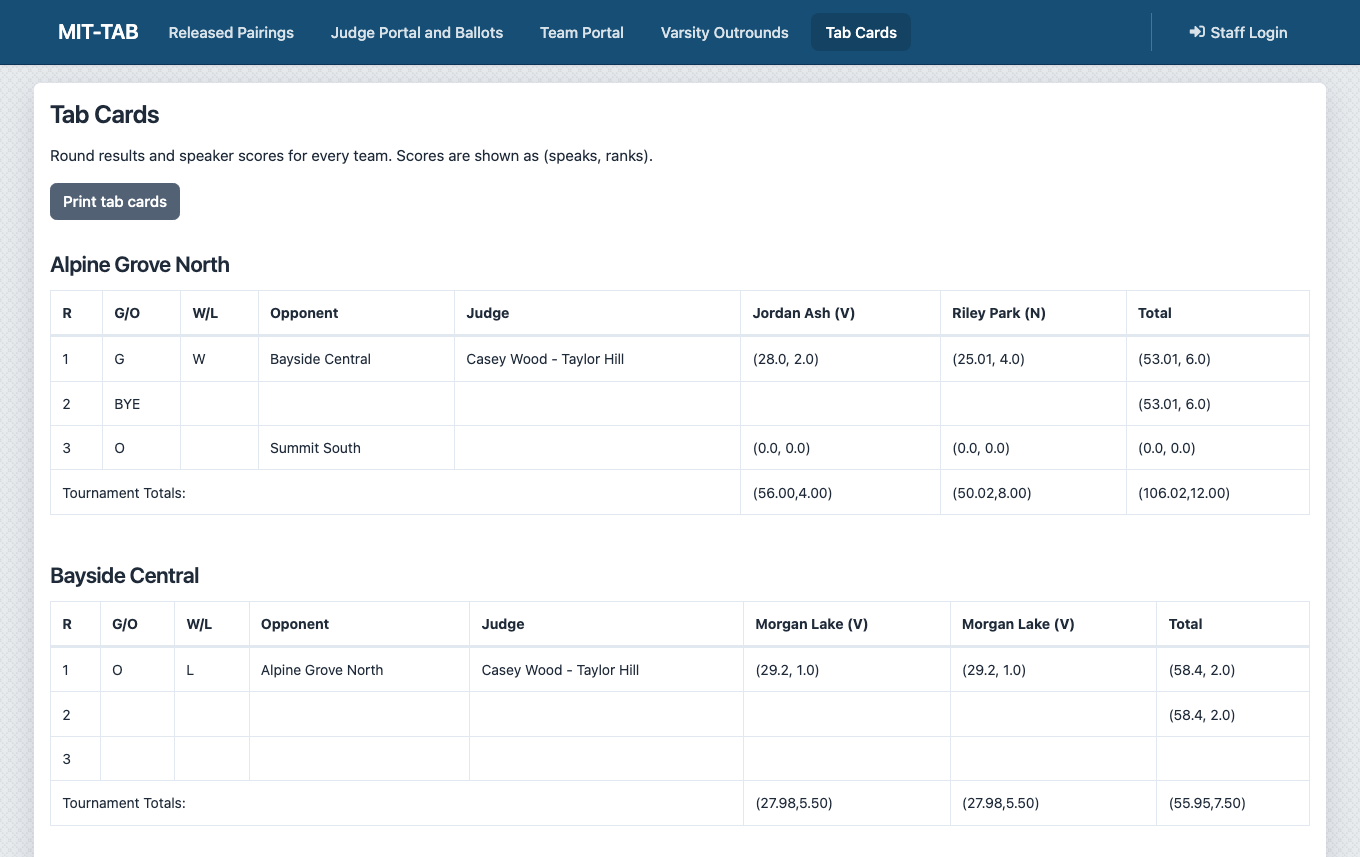 MIT-TAB Released Pairings Judge Portal and Ballots Team Portal Varsity Outrounds Tab Cards Staff Login
Tab Cards
Round results and speaker scores for every team. Scores are shown as (speaks, ranks).
Print tab cards
Alpine Grove North
R G/O W/L Opponent Judge Jordan Ash (V) Riley Park (N) Total
1 G W Bayside Central Casey Wood - Taylor Hill (28.0, 2.0) (25.01, 4.0) (53.01, 6.0)
2 BYE (53.01, 6.0)
3 O Summit South (0.0, 0.0) (0.0, 0.0) (0.0, 0.0)
Tournament Totals: (56.00,4.00) (50.02,8.00) (106.02,12.00)
Bayside Central
R G/O W/L Opponent Judge Morgan Lake (V) Morgan Lake (V) Total
1 O L Alpine Grove North Casey Wood - Taylor Hill (29.2, 1.0) (29.2, 1.0) (58.4, 2.0)
2 (58.4, 2.0)
3
Tournament Totals: (27.98,5.50) (27.98,5.50) (55.95,7.50)